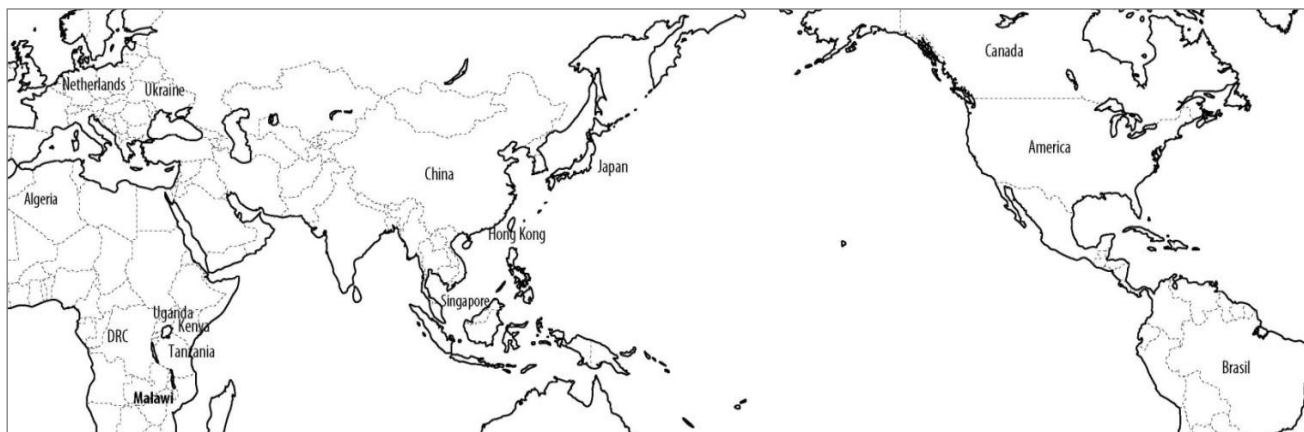 Canada
Netherlands
Ukraine
America
Japan
China
Algeria
Hong Kong
Singapore
Uganda
Kenya
DRC
Tanzania
Brasil
Malawi